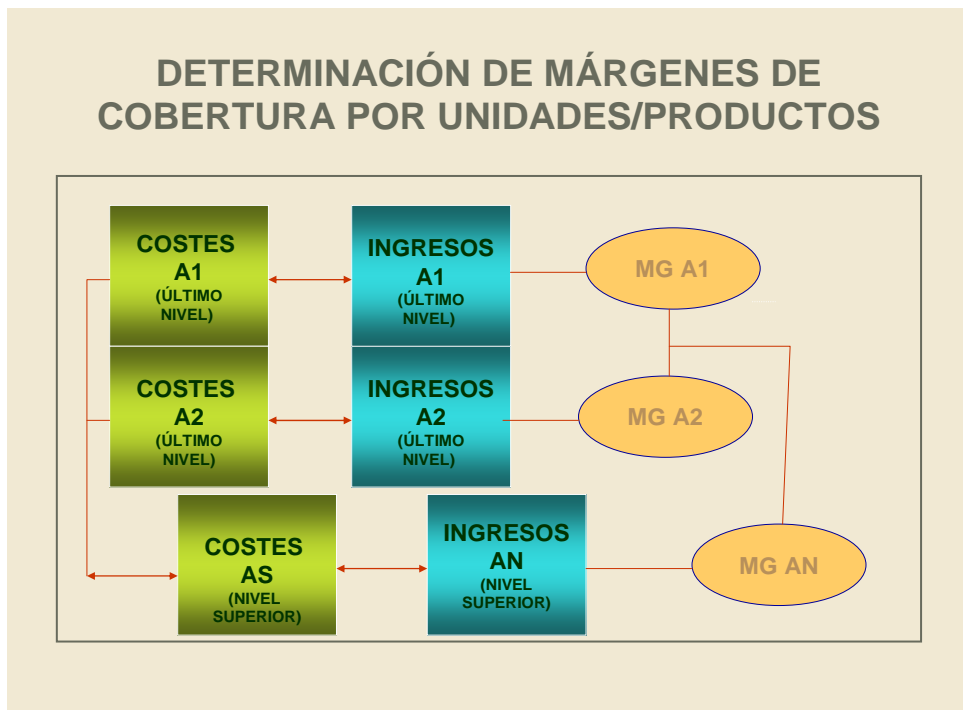 DETERMINACIÓN DE MÁRGENES DE
COBERTURA POR UNIDADES/PRODUCTOS
COSTES
A1
(ÚLTIMO
NIVEL)
INGRESOS
A1
(ÚLTIMO
NIVEL)
MG A1
COSTES
A2
(ÚLTIMO
NIVEL)
INGRESOS
A2
(ÚLTIMO
NIVEL)
MG A2
COSTES
AS
(NIVEL
SUPERIOR)
INGRESOS
AN
(NIVEL
SUPERIOR)
MG AN